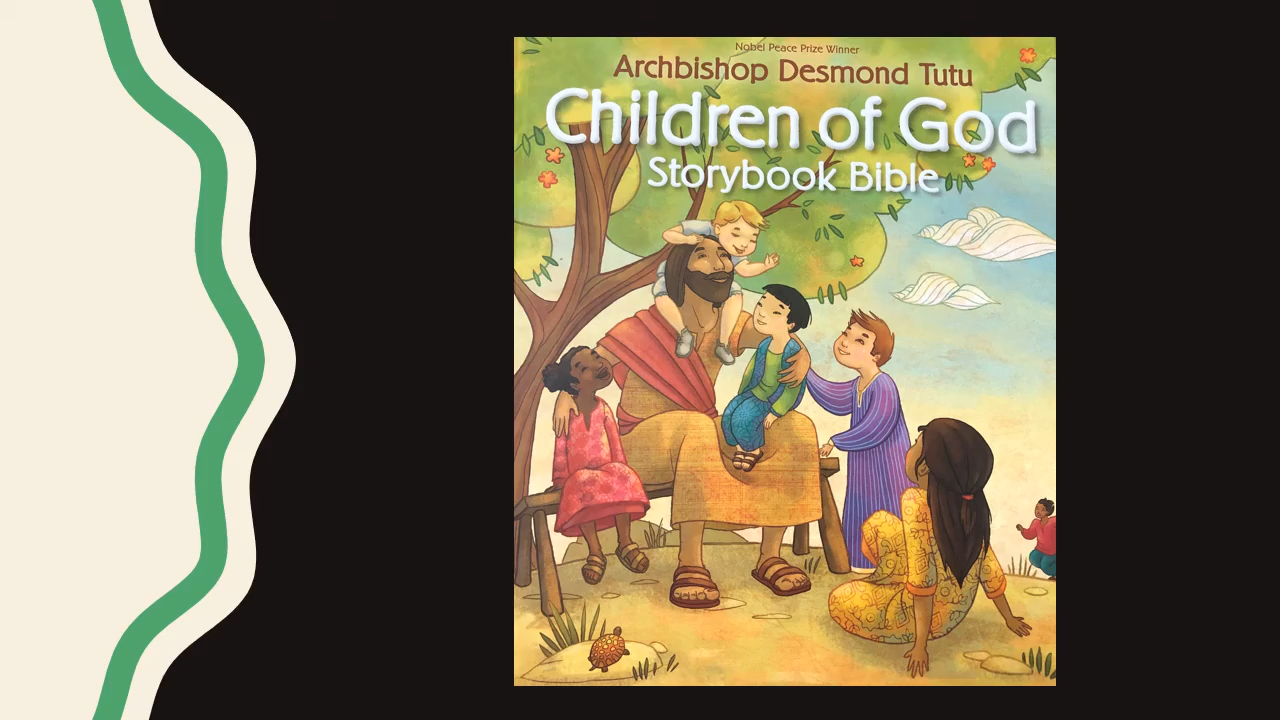 Nobel Peace Prize Winner
Archbishop Desmond Tutu
Children of God
Storybook Bible